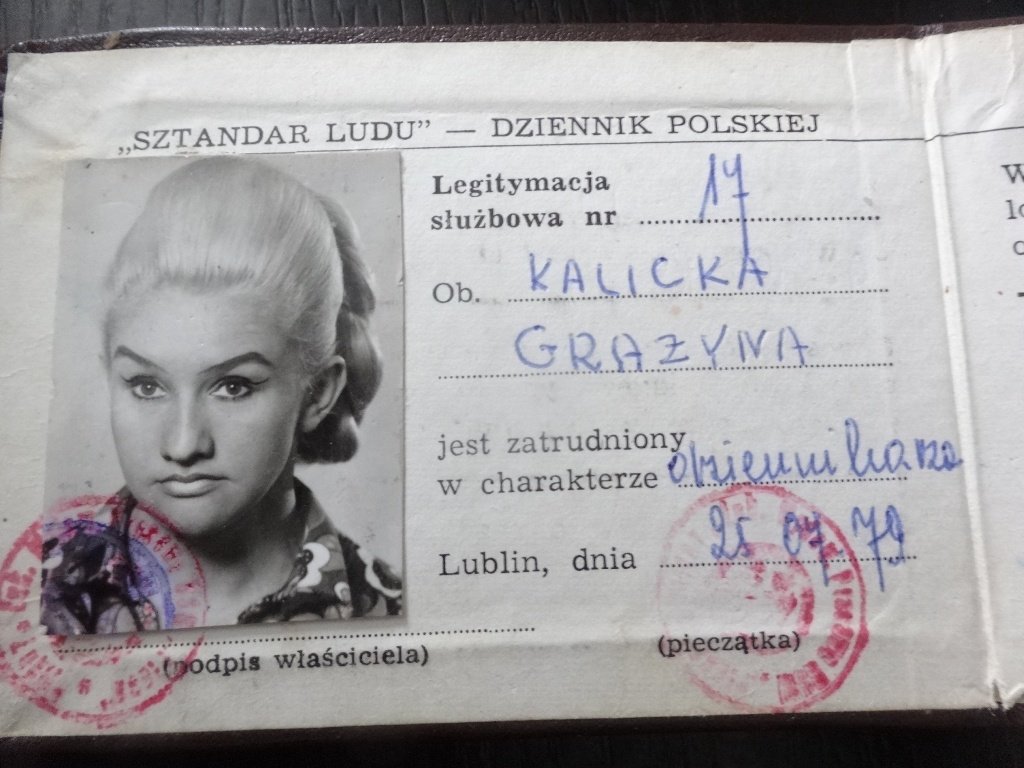 „SZTANDAR LUDU” — DZIENNIK POLSKIEJ
Legitymacja
służbowa nr 17
Ob. KALICKA
GRAŻYNA
jest zatrudniony
w charakterze dziennikarza
Lublin, dnia 25 07. 79
(podpis właściciela)
(pieczątka)